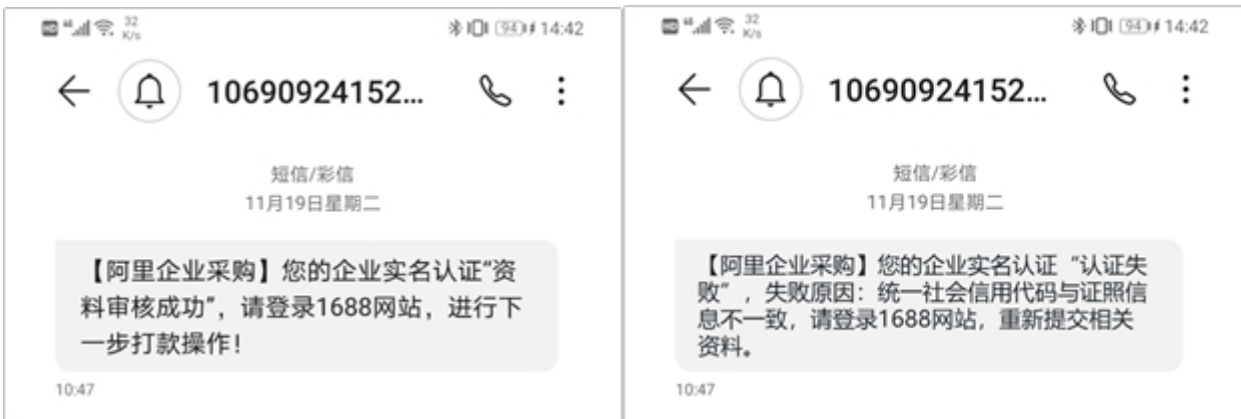 32
K/s
94
14:42
10690924152...
短信/彩信
11月19日星期二
【阿里企业采购】您的企业实名认证“资
料审核成功”，请登录1688网站，进行下
一步打款操作！
10:47
32
K/s
94
14:42
10690924152...
短信/彩信
11月19日星期二
【阿里企业采购】您的企业实名认证“认证失
败”，失败原因：统一社会信用代码与证照信
息不一致，请登录1688网站，重新提交相关
资料。
10:47